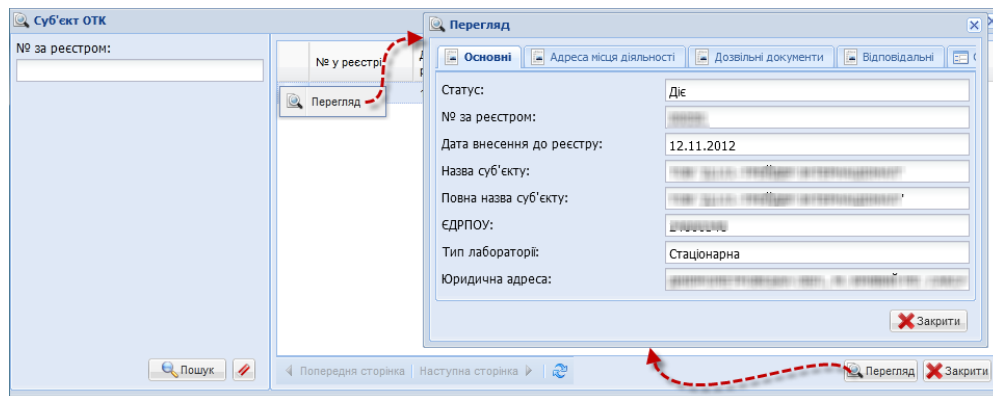 Суб'єкт ОТК
№ за реєстром:
Пошук
№ у реєстрі
Перегляд
Попередня сторінка
Наступна сторінка
Перегляд
Закрити
Перегляд
Основні
Адреса місця діяльності
Дозвільні документи
Відповідальні
Статус:
Діє
№ за реєстром:
Дата внесення до реєстру:
12.11.2012
Назва суб'єкту:
Повна назва суб'єкту:
ЄДРПОУ:
Тип лабораторії:
Стаціонарна
Юридична адреса:
Закрити